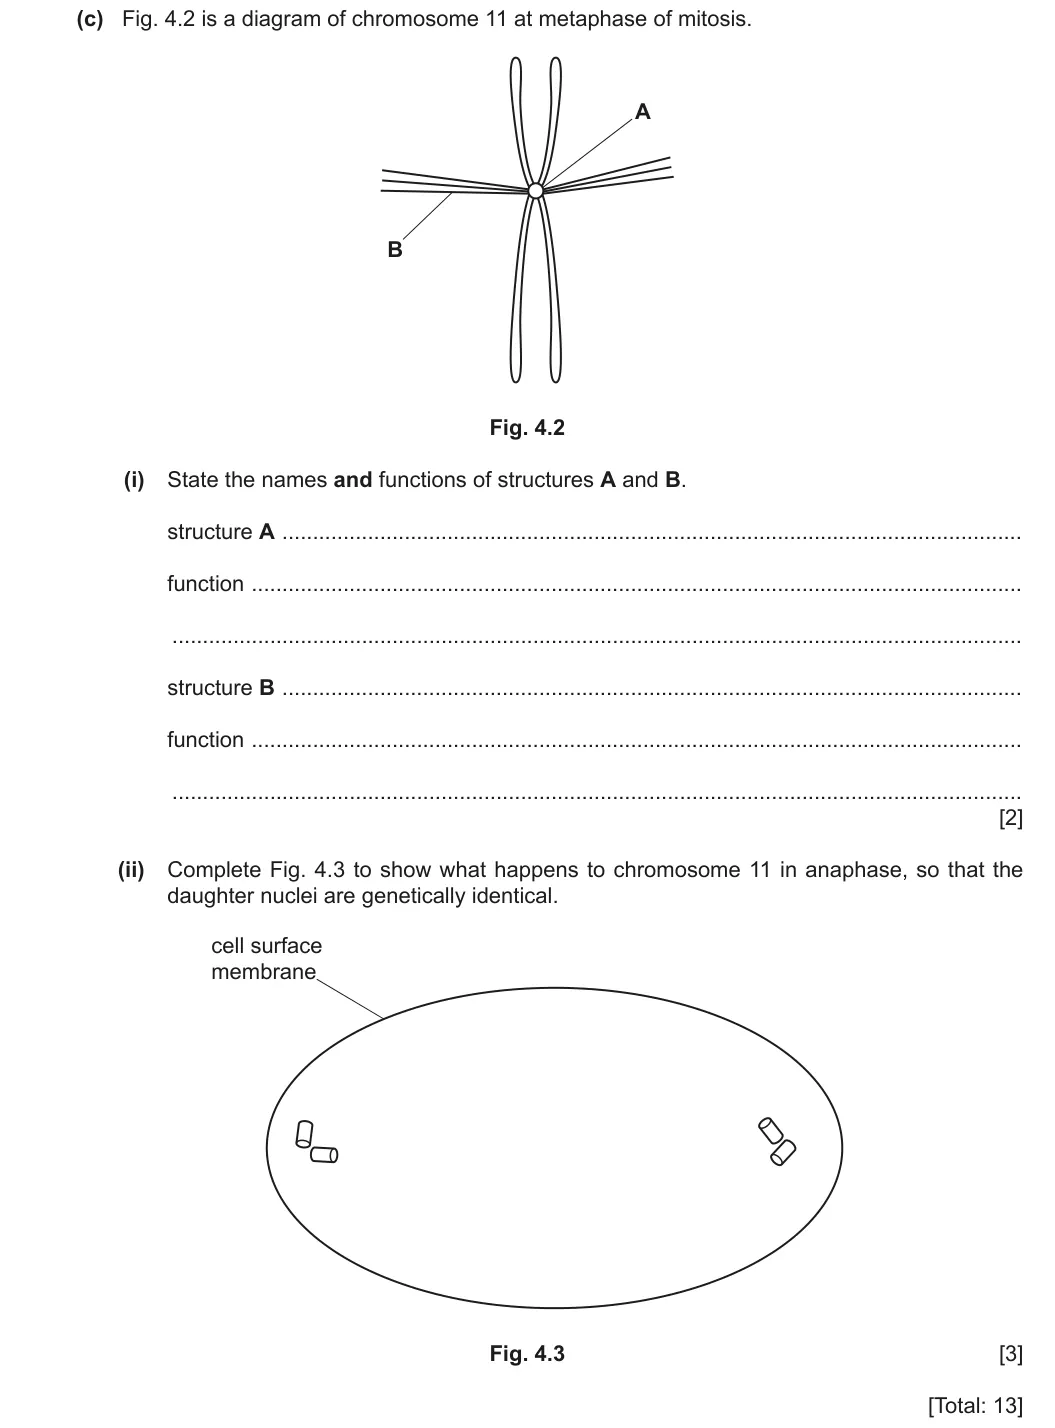 (c) Fig. 4.2 is a diagram of chromosome 11 at metaphase of mitosis.
A
B
Fig. 4.2
(i) State the names and functions of structures A and B.
structure A ........................................................................................................................
function .............................................................................................................................
..........................................................................................................................................
structure B ........................................................................................................................
function .............................................................................................................................
..........................................................................................................................................
[2]
(ii) Complete Fig. 4.3 to show what happens to chromosome 11 in anaphase, so that the
daughter nuclei are genetically identical.
cell surface
membrane
Fig. 4.3
[3]
[Total: 13]